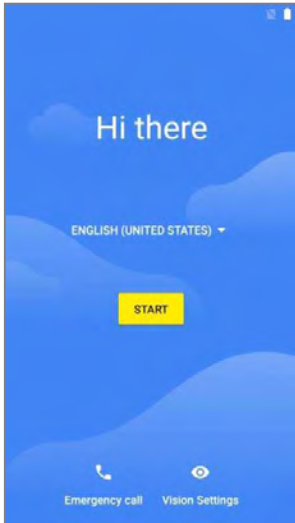 Hi there
ENGLISH (UNITED STATES)
START
Emergency call Vision Settings